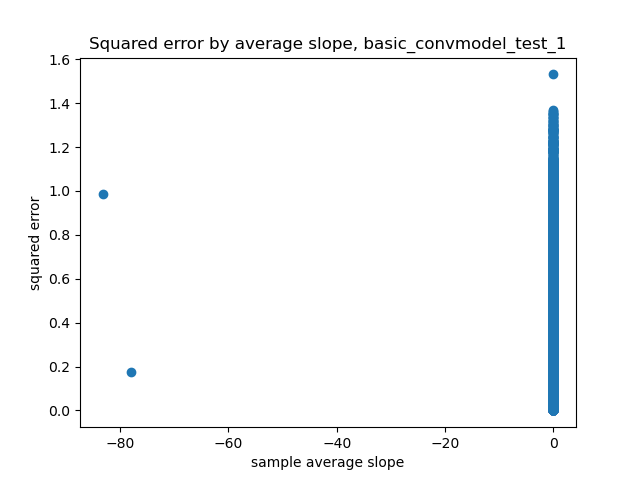 Squared error by average slope, basic_convmodel_test_1
1.6
1.4
1.2
1.0
0.8
0.6
0.4
0.2
0.0
squared error
−80 −60 −40 −20 0
sample average slope